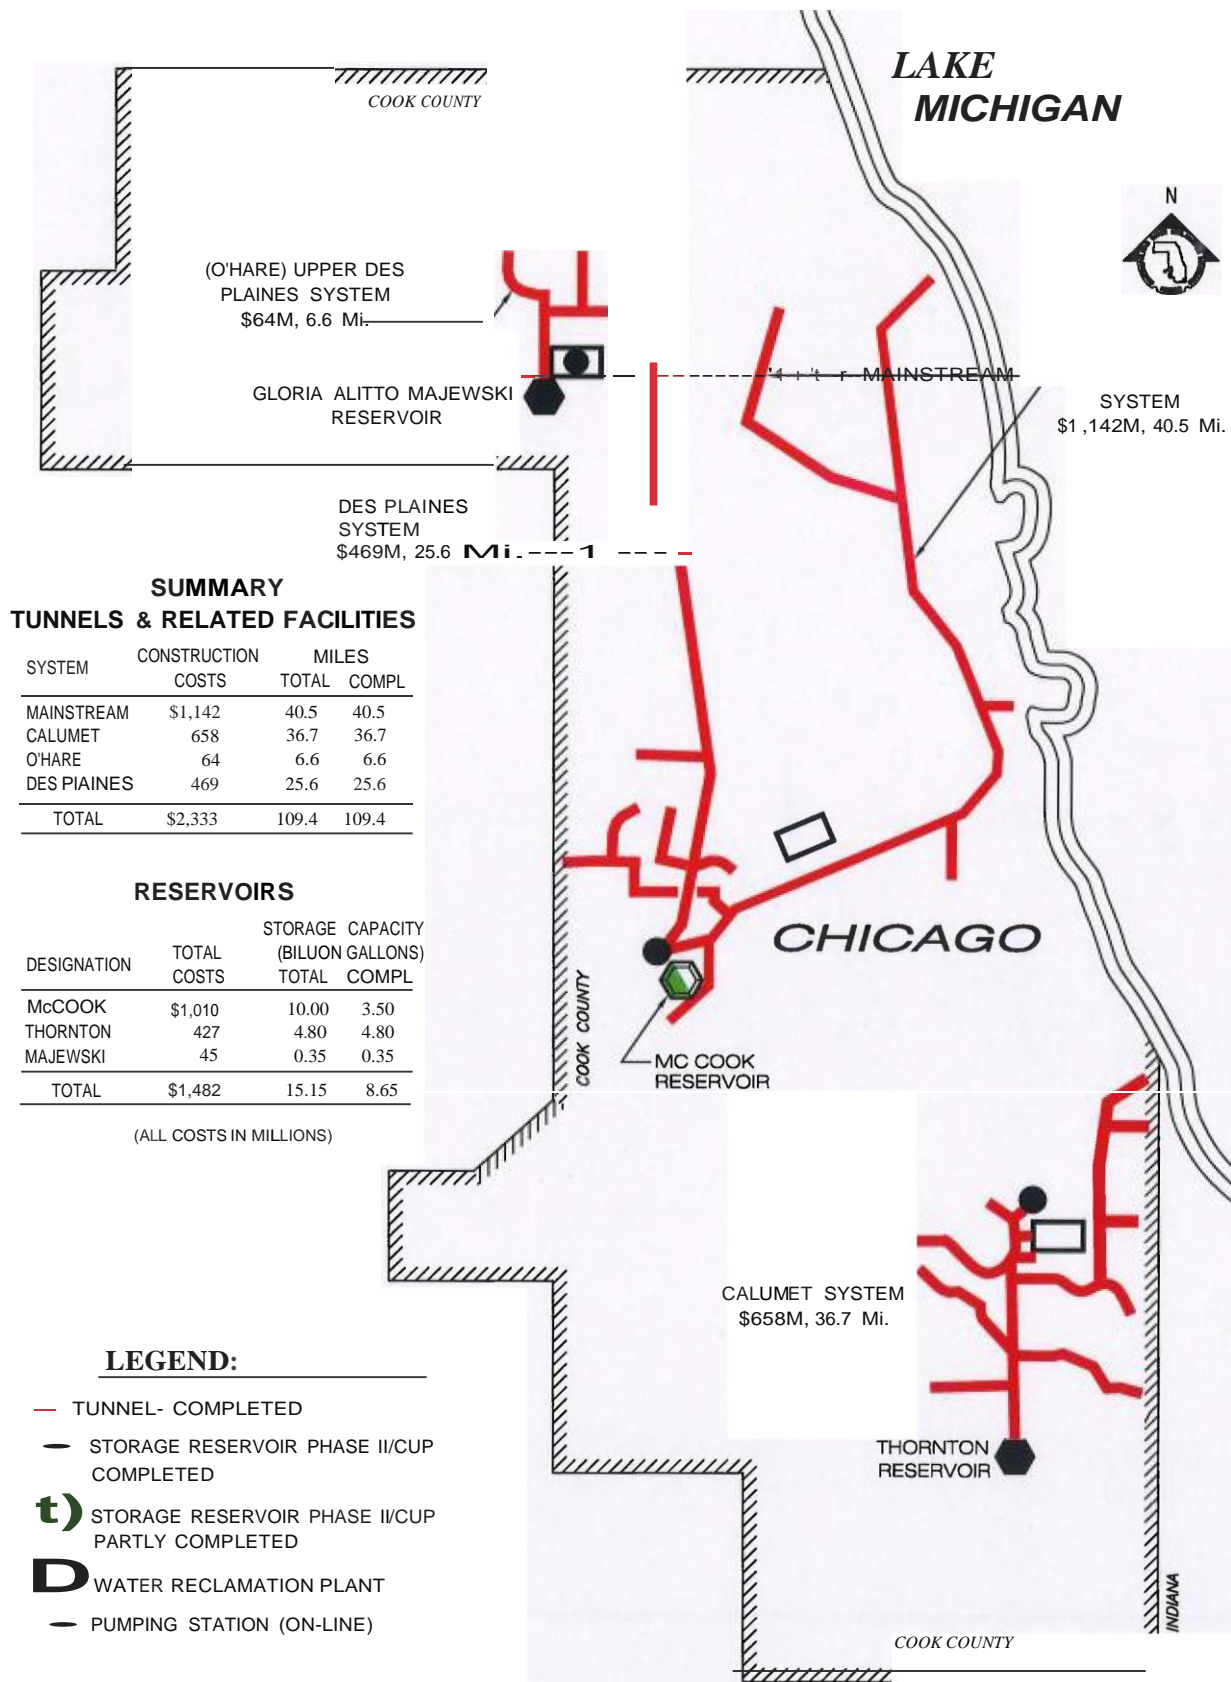 LAKE
MICHIGAN
COOK COUNTY
N
(O'HARE) UPPER DES
PLAINES SYSTEM
$64M, 6.6 Mi.
GLORIA ALITTO MAJEWSKI
RESERVOIR
MAINSTREAM
SYSTEM
$1,142M, 40.5 Mi.
DES PLAINES
SYSTEM
$469M, 25.6 Mi. ----1 ---
SUMMARY
TUNNELS & RELATED FACILITIES
SYSTEM CONSTRUCTION COSTS MILES TOTAL COMPL
MAINSTREAM $1,142 40.5 40.5
CALUMET 658 36.7 36.7
O'HARE 64 6.6 6.6
DES PIAINES 469 25.6 25.6
TOTAL $2,333 109.4 109.4
RESERVOIRS
STORAGE CAPACITY
TOTAL (BILUON GALLONS)
DESIGNATION COSTS TOTAL COMPL
McCOOK $1,010 10.00 3.50
THORNTON 427 4.80 4.80
MAJEWSKI 45 0.35 0.35
TOTAL $1,482 15.15 8.65
(ALL COSTS IN MILLIONS)
CHICAGO
COOK COUNTY
MC COOK
RESERVOIR
CALUMET SYSTEM
$658M, 36.7 Mi.
THORNTON
RESERVOIR
INDIANA
COOK COUNTY
LEGEND:
TUNNEL- COMPLETED
STORAGE RESERVOIR PHASE II/CUP
COMPLETED
t) STORAGE RESERVOIR PHASE II/CUP
PARTLY COMPLETED
D WATER RECLAMATION PLANT
PUMPING STATION (ON-LINE)